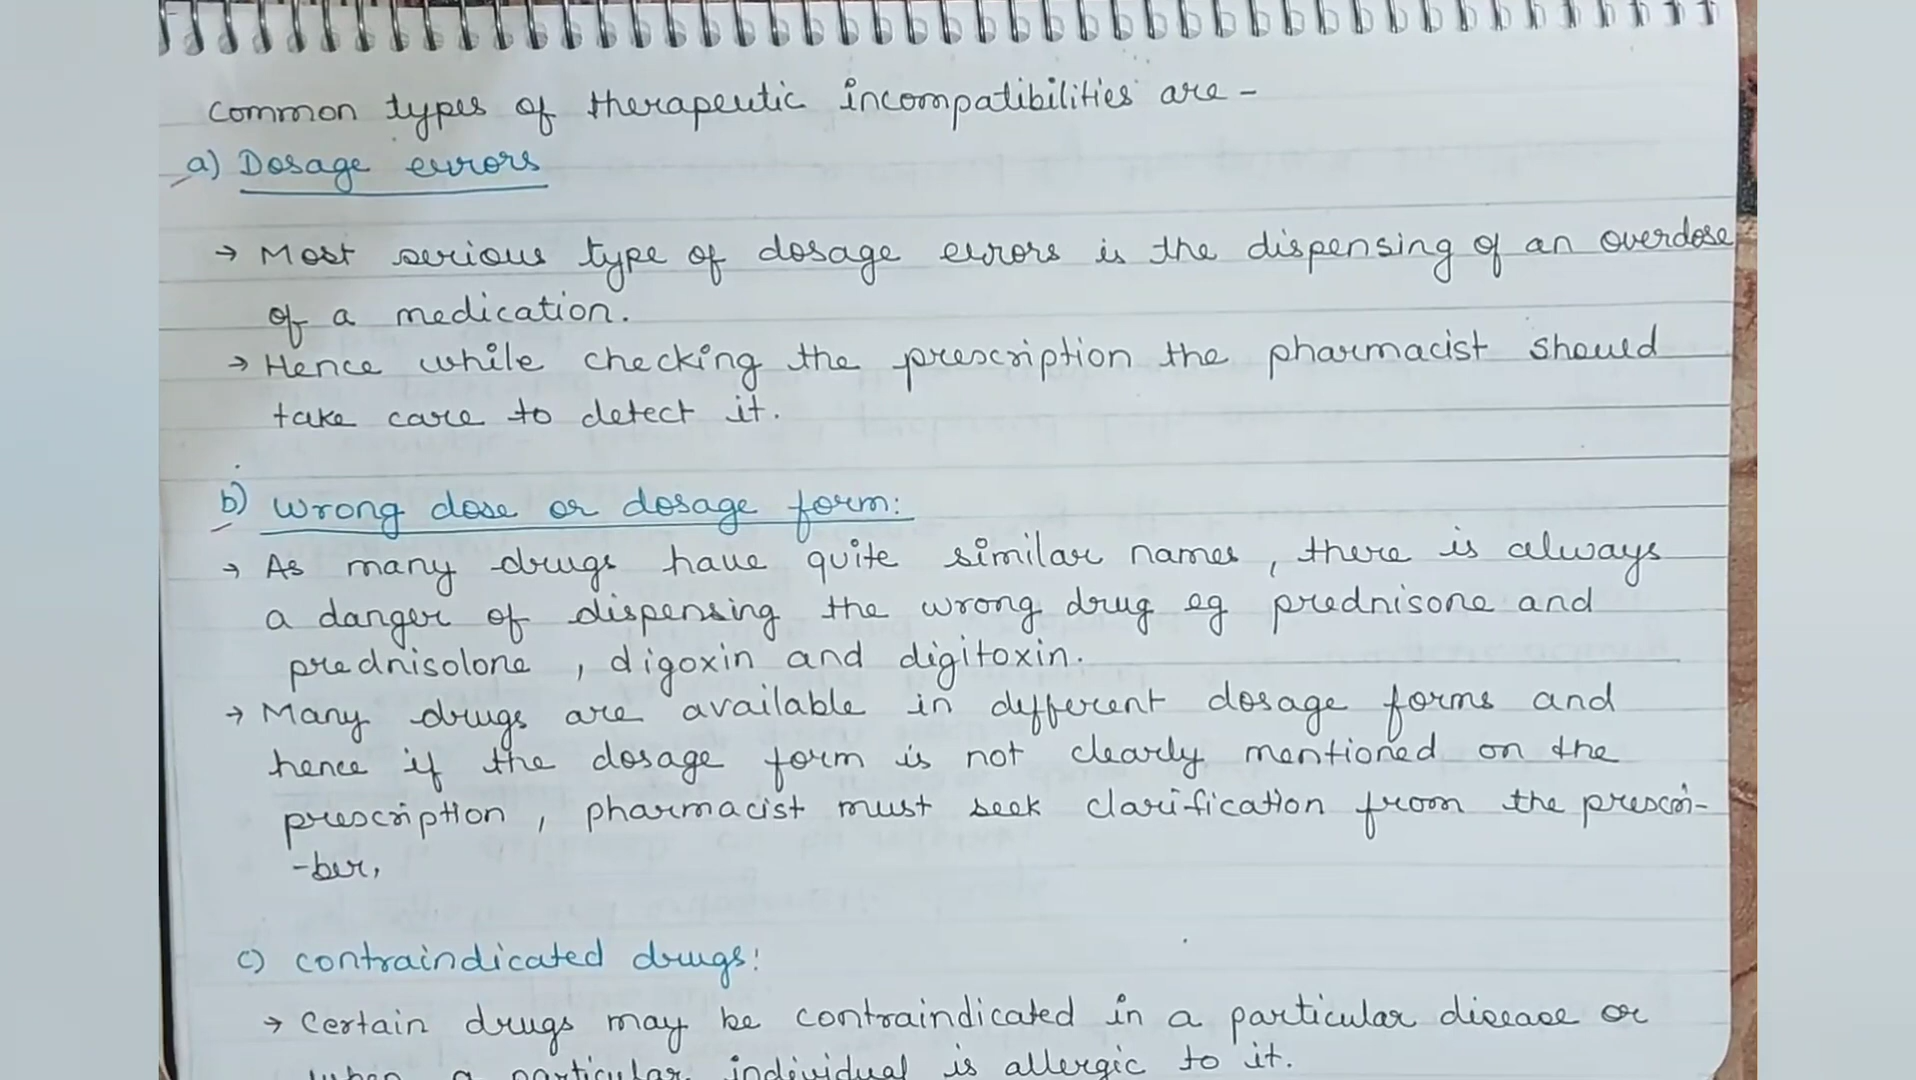 Common types of therapeutic incompatibilities are -
a) Dosage errors
→ Most serious type of dosage errors is the dispensing of an overdose
of a medication.
→ Hence while checking the prescription the pharmacist should
take care to detect it.
b) Wrong dose or dosage form:
→ As many drugs have quite similar names, there is always
a danger of dispensing the wrong drug eg prednisone and
prednisolone, digoxin and digitoxin.
→ Many drugs are available in different dosage forms and
hence if the dosage form is not clearly mentioned on the
prescription, pharmacist must seek clarification from the prescri-
-ber,
c) contraindicated drugs:
→ Certain drugs may be contraindicated in a particular disease or
when a particular individual is allergic to it.